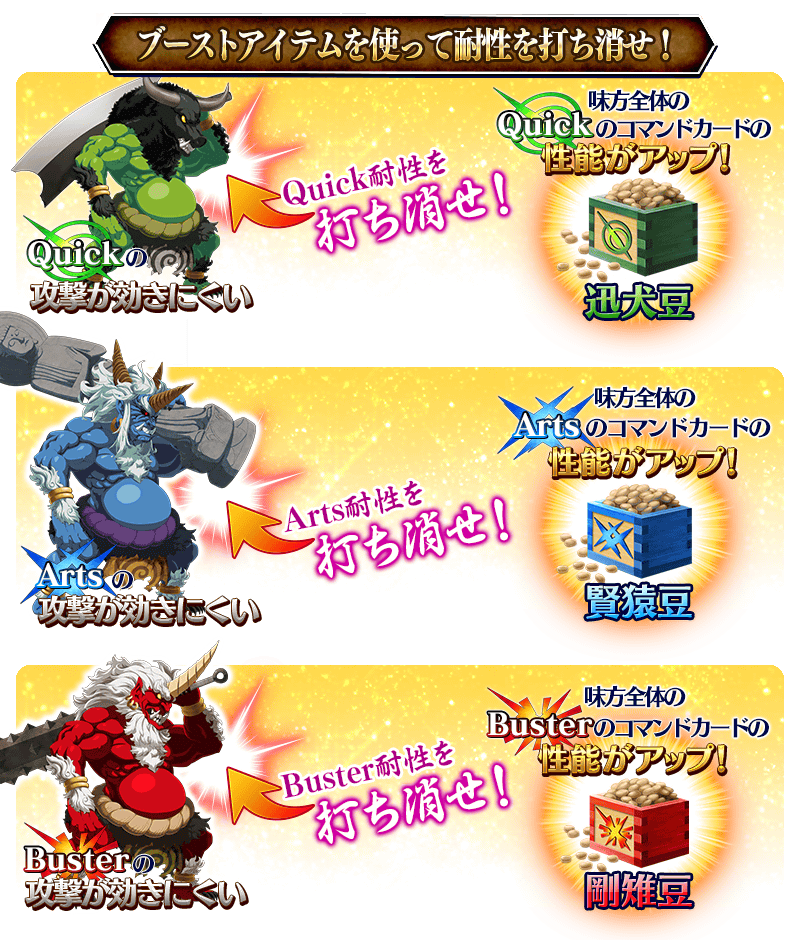 ブーストアイテムを使って耐性を打ち消せ！
味方全体の
Quickのコマンドカードの
性能がアップ！
Quick耐性を
打ち消せ！
Quickの
攻撃が効きにくい
迅犬豆
味方全体の
Artsのコマンドカードの
性能がアップ！
Arts耐性を
打ち消せ！
Artsの
攻撃が効きにくい
賢猿豆
味方全体の
Busterのコマンドカードの
性能がアップ！
Buster耐性を
打ち消せ！
Busterの
攻撃が効きにくい
剛雉豆